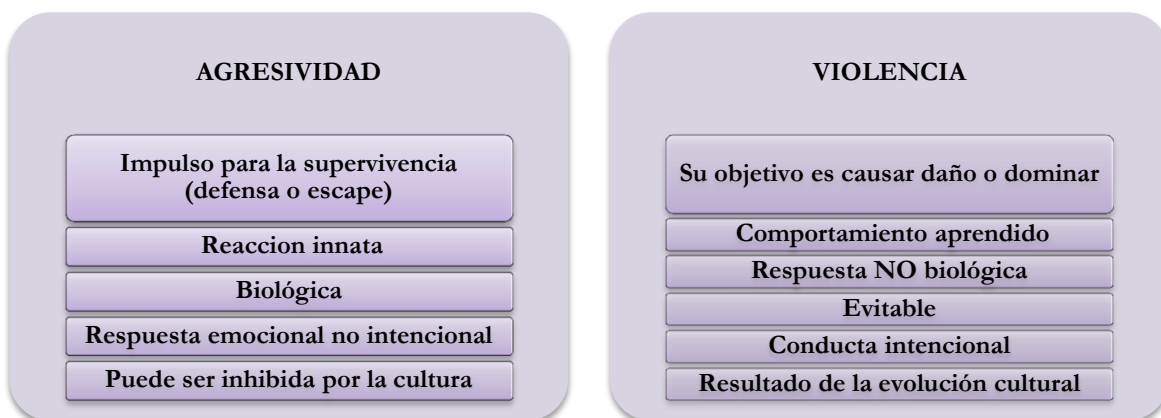 AGRESIVIDAD
Impulso para la supervivencia
(defensa o escape)
Reaccion innata
Biológica
Respuesta emocional no intencional
Puede ser inhibida por la cultura
VIOLENCIA
Su objetivo es causar daño o dominar
Comportamiento aprendido
Respuesta NO biológica
Evitable
Conducta intencional
Resultado de la evolución cultural